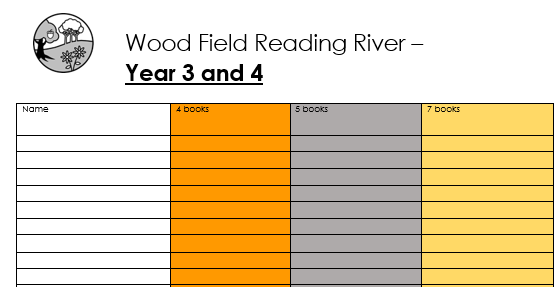 Wood Field Reading River –
Year 3 and 4
Name 4 books 5 books 7 books